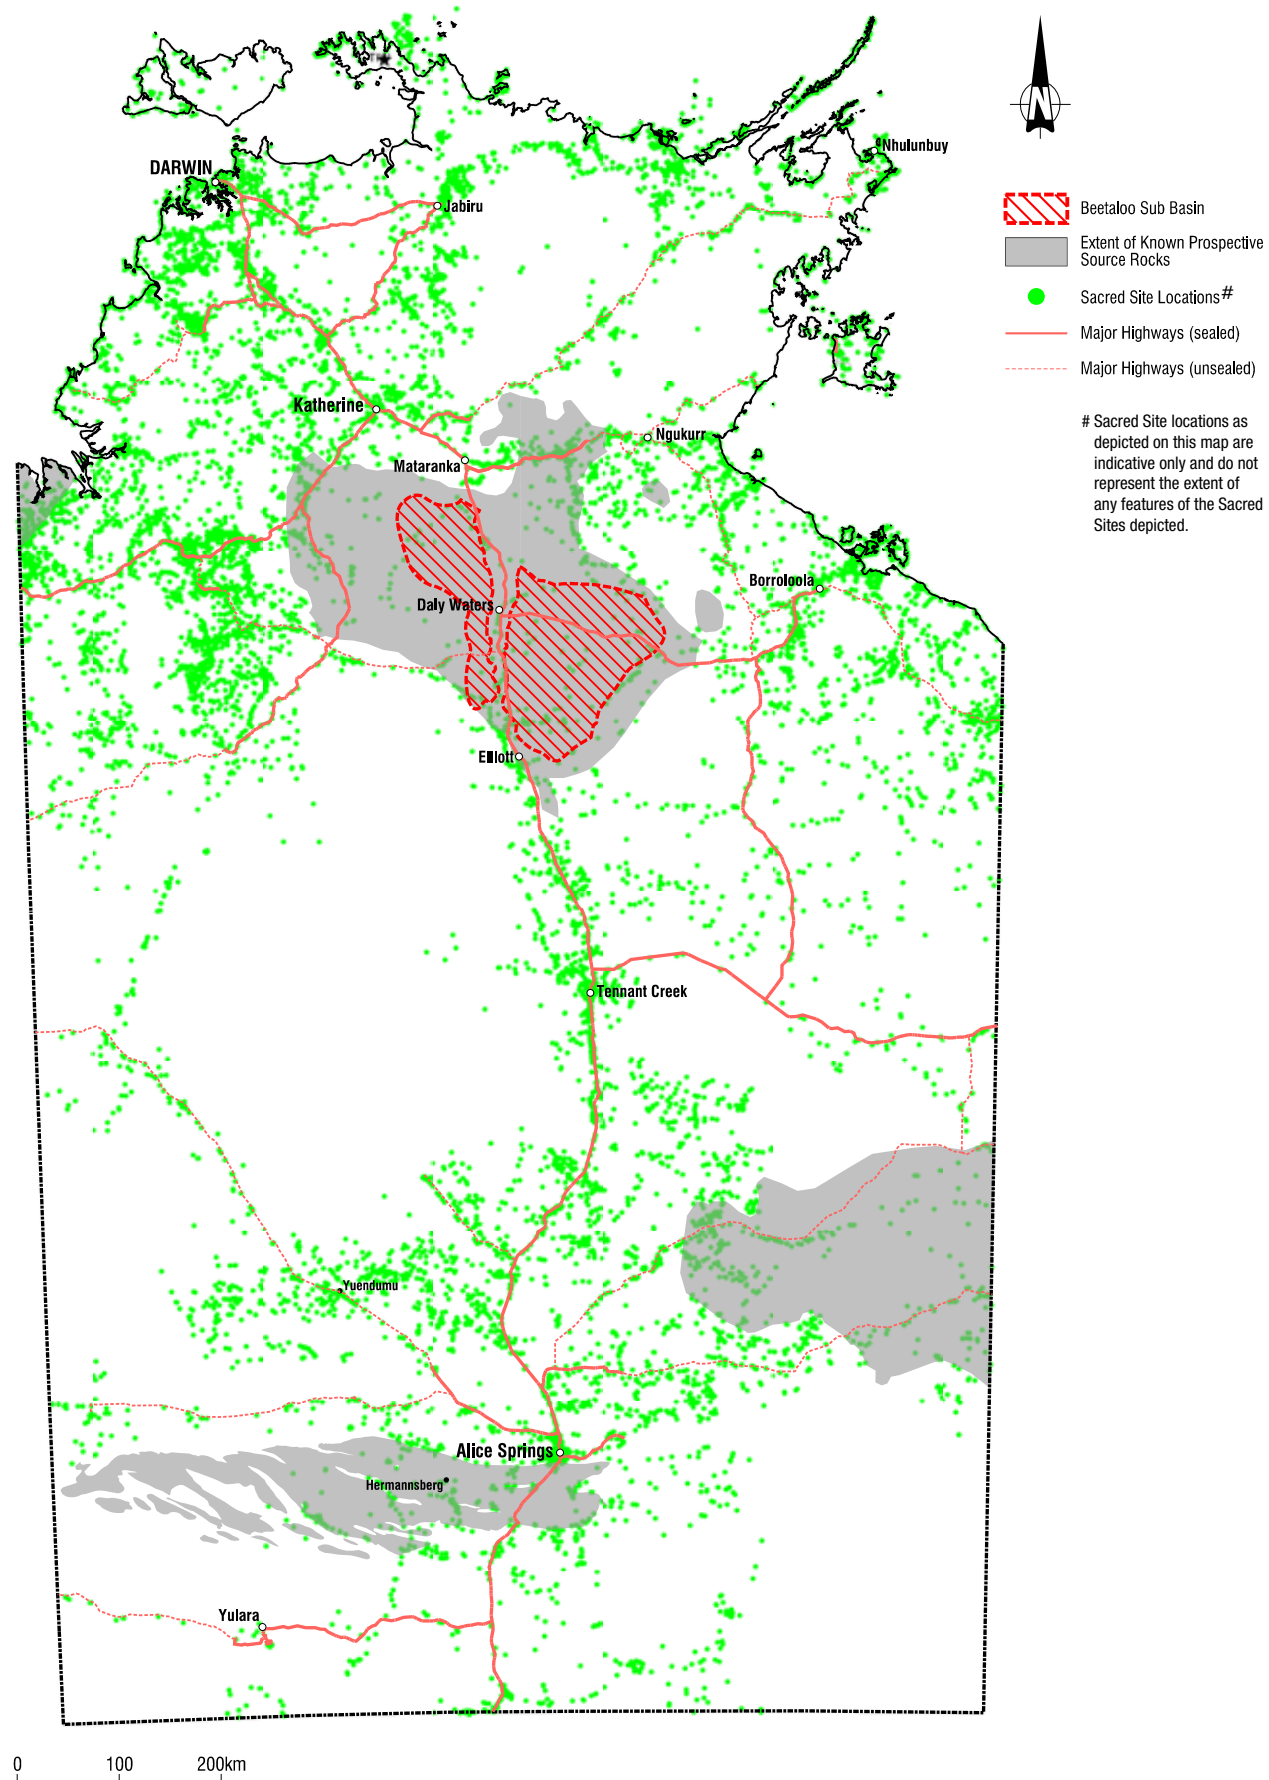 N
DARWIN
Nhulunbuy
Jabiru
Beetaloo Sub Basin
Extent of Known Prospective
Source Rocks
Sacred Site Locations#
Major Highways (sealed)
Major Highways (unsealed)
# Sacred Site locations as
depicted on this map are
indicative only and do not
represent the extent of
any features of the Sacred
Sites depicted.
Katherine
Ngukurr
Mataranka
Borroloola
Daly Waters
Elliott
Tennant Creek
Yuendumu
Alice Springs
Hermannsberg
Yulara
0 100 200km